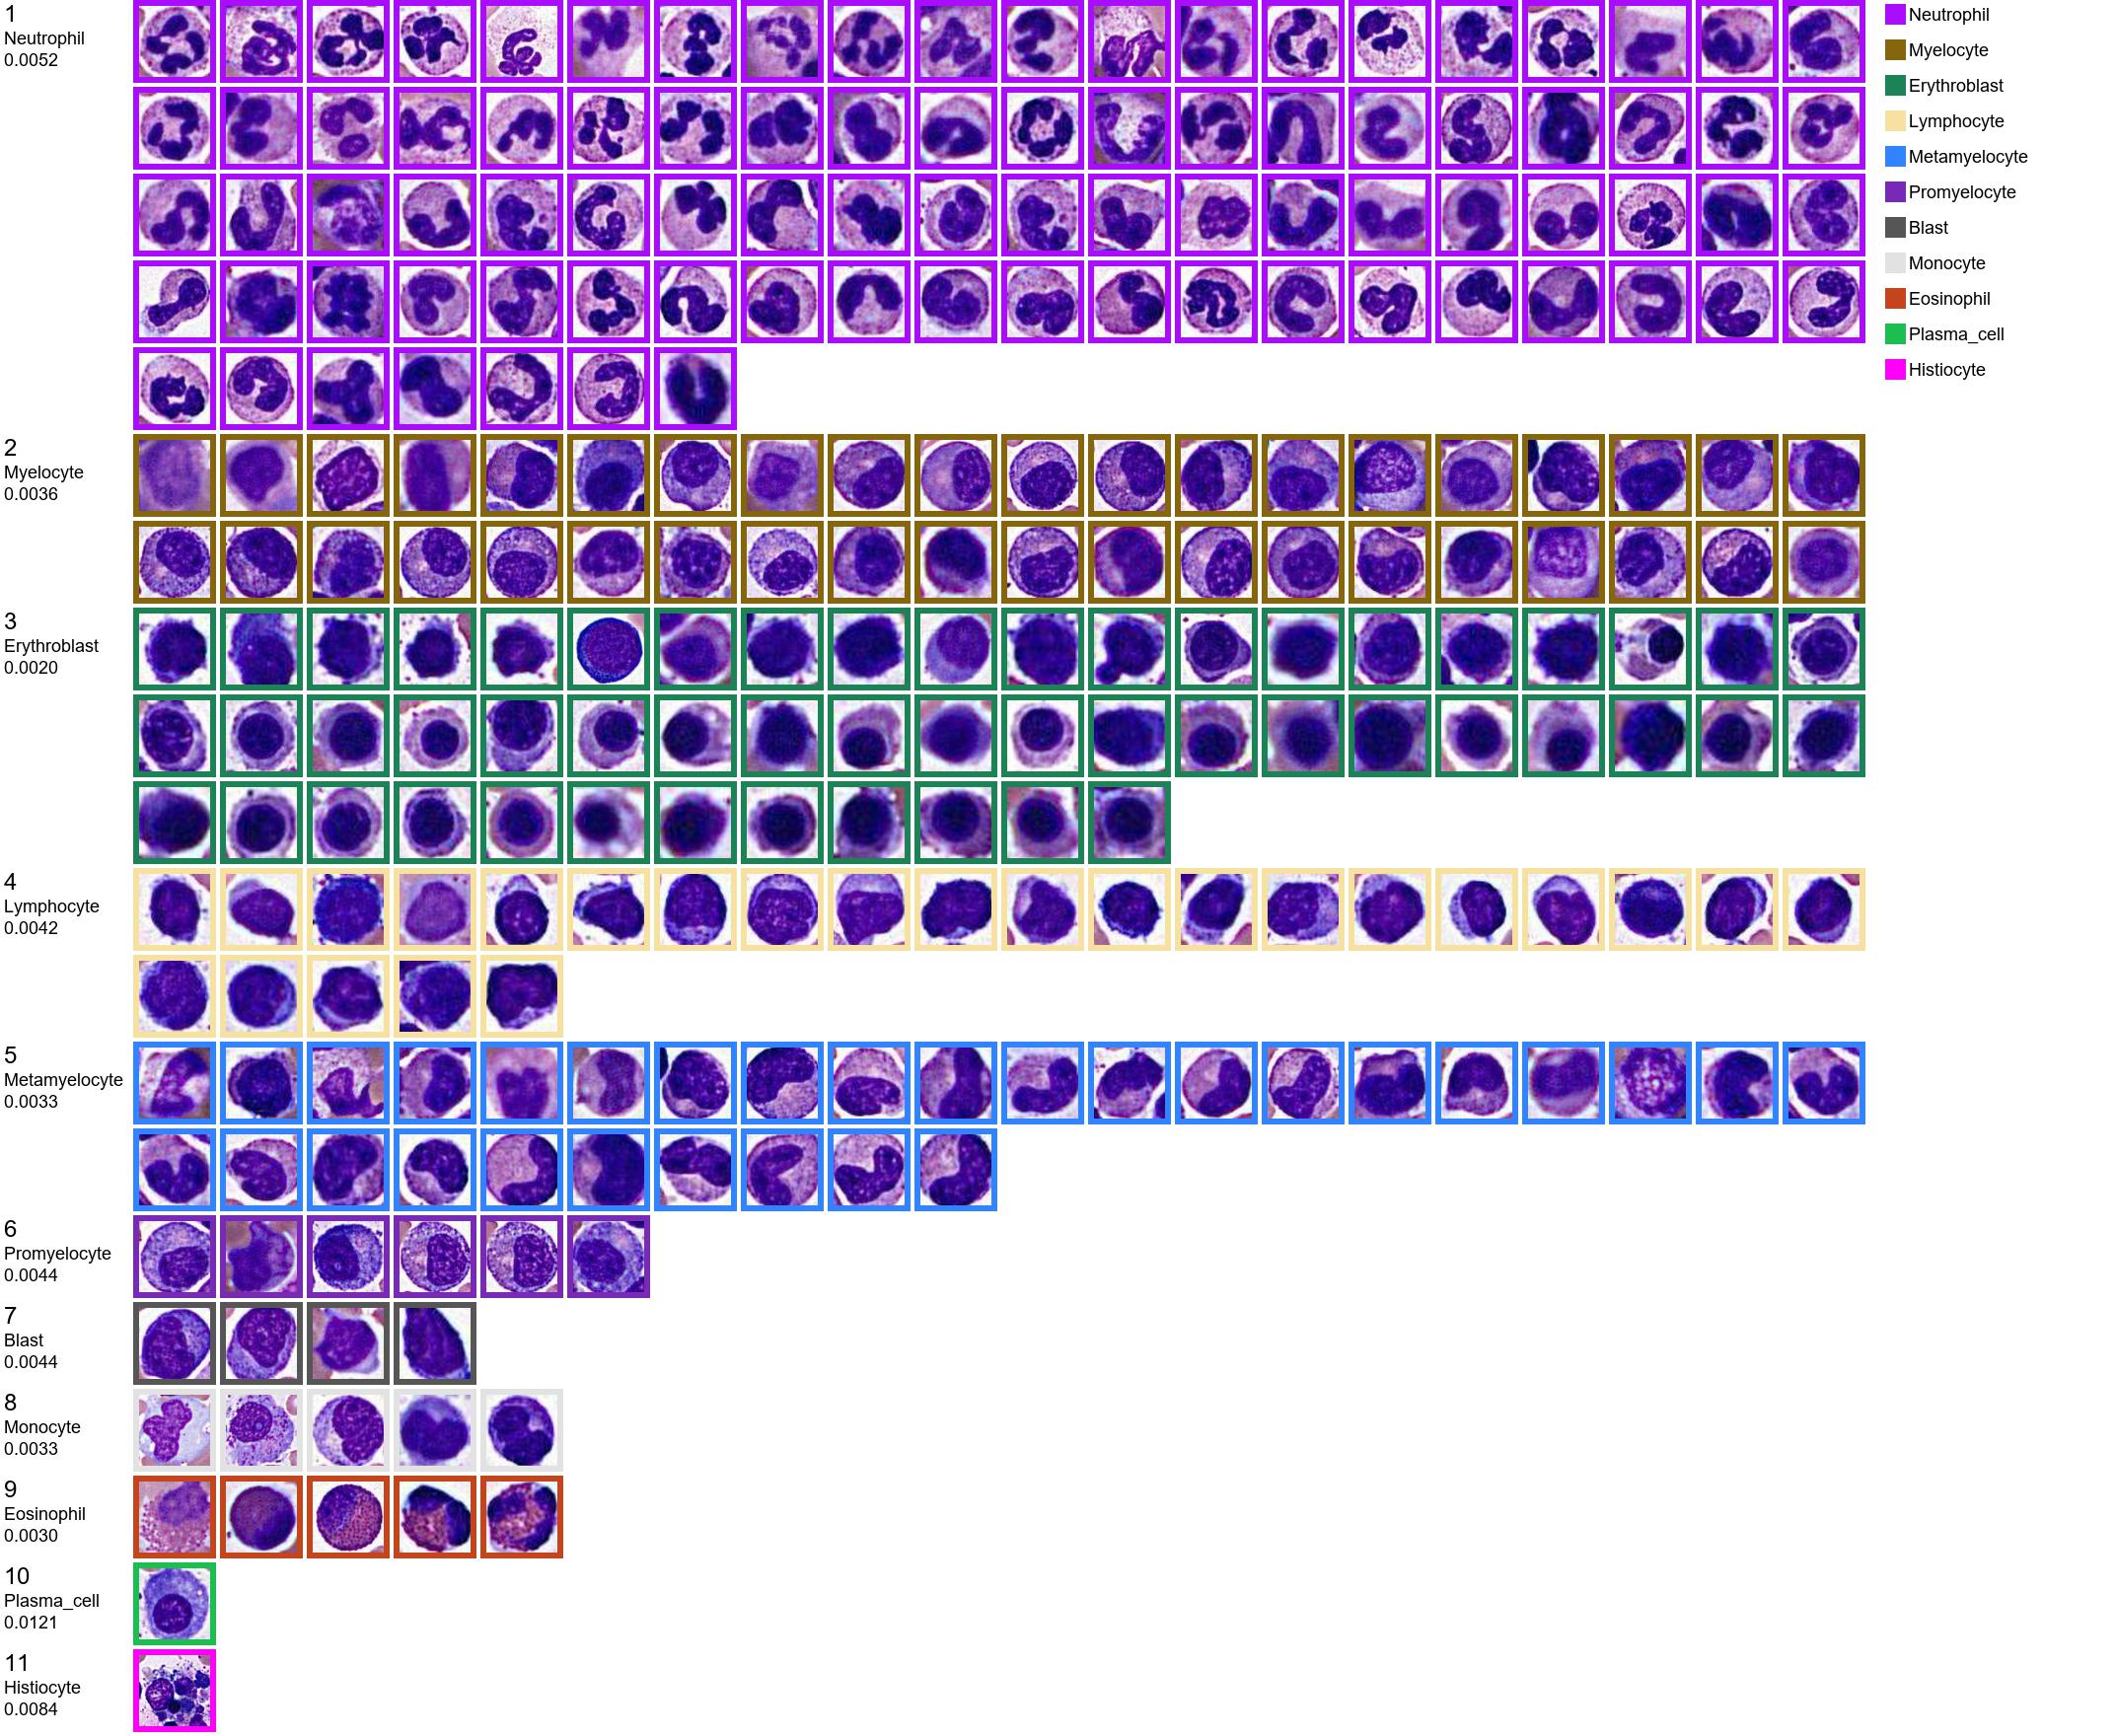 1
Neutrophil
0.0052
2
Myelocyte
0.0036
3
Erythroblast
0.0020
4
Lymphocyte
0.0042
5
Metamyelocyte
0.0033
6
Promyelocyte
0.0044
7
Blast
0.0044
8
Monocyte
0.0033
9
Eosinophil
0.0030
10
Plasma_cell
0.0121
11
Histiocyte
0.0084
Neutrophil
Myelocyte
Erythroblast
Lymphocyte
Metamyelocyte
Promyelocyte
Blast
Monocyte
Eosinophil
Plasma_cell
Histiocyte